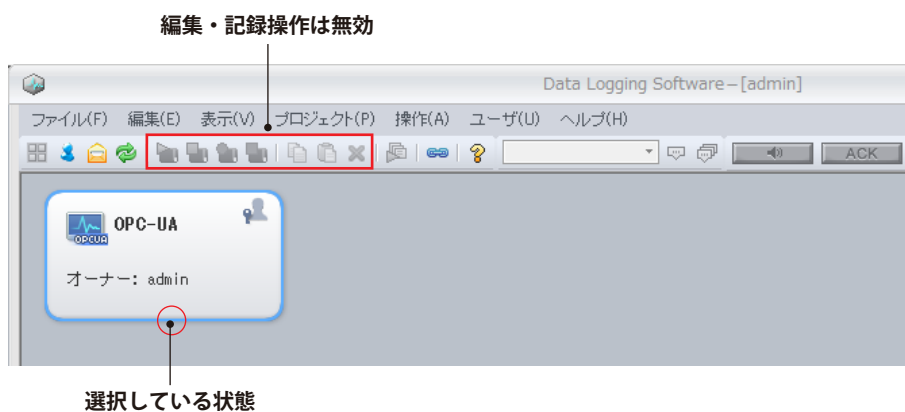 編集・記録操作は無効
Data Logging Software–[admin]
ファイル(F) 編集(E) 表示(V) プロジェクト(P) 操作(A) ユーザ(U) ヘルプ(H)
ACK
OPC-UA
OPCUA
オーナー: admin
選択している状態